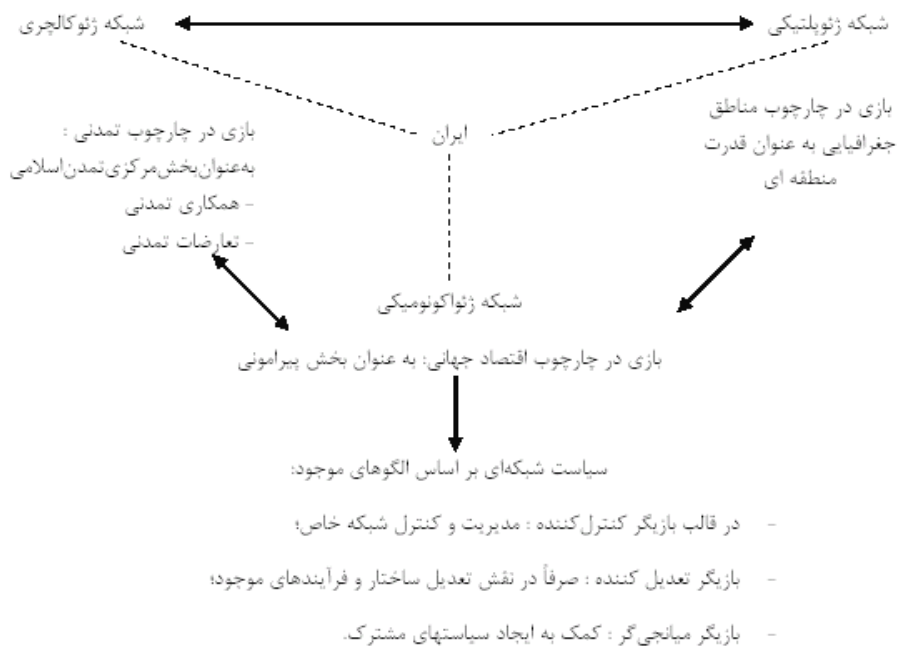 شبکه ژئوپلتیکی
شبکه ژئوکالچری
بازی در چارچوب مناطق
جغرافیایی به عنوان قدرت
منطقه ای
ایران
بازی در چارچوب تمدنی :
به‌عنوان‌بخش‌مرکزی‌تمدن‌اسلامی
- همکاری تمدنی
- تعارضات تمدنی
شبکه ژئواکونومیکی
بازی در چارچوب اقتصاد جهانی: به عنوان بخش پیرامونی
سیاست شبکه‌ای بر اساس الگوهای موجود:
- در قالب بازیگر کنترل‌کننده : مدیریت و کنترل شبکه خاص؛
- بازیگر تعدیل کننده : صرفاً در نقش تعدیل ساختار و فرآیندهای موجود؛
- بازیگر میانجی‌گر : کمک به ایجاد سیاستهای مشترک.